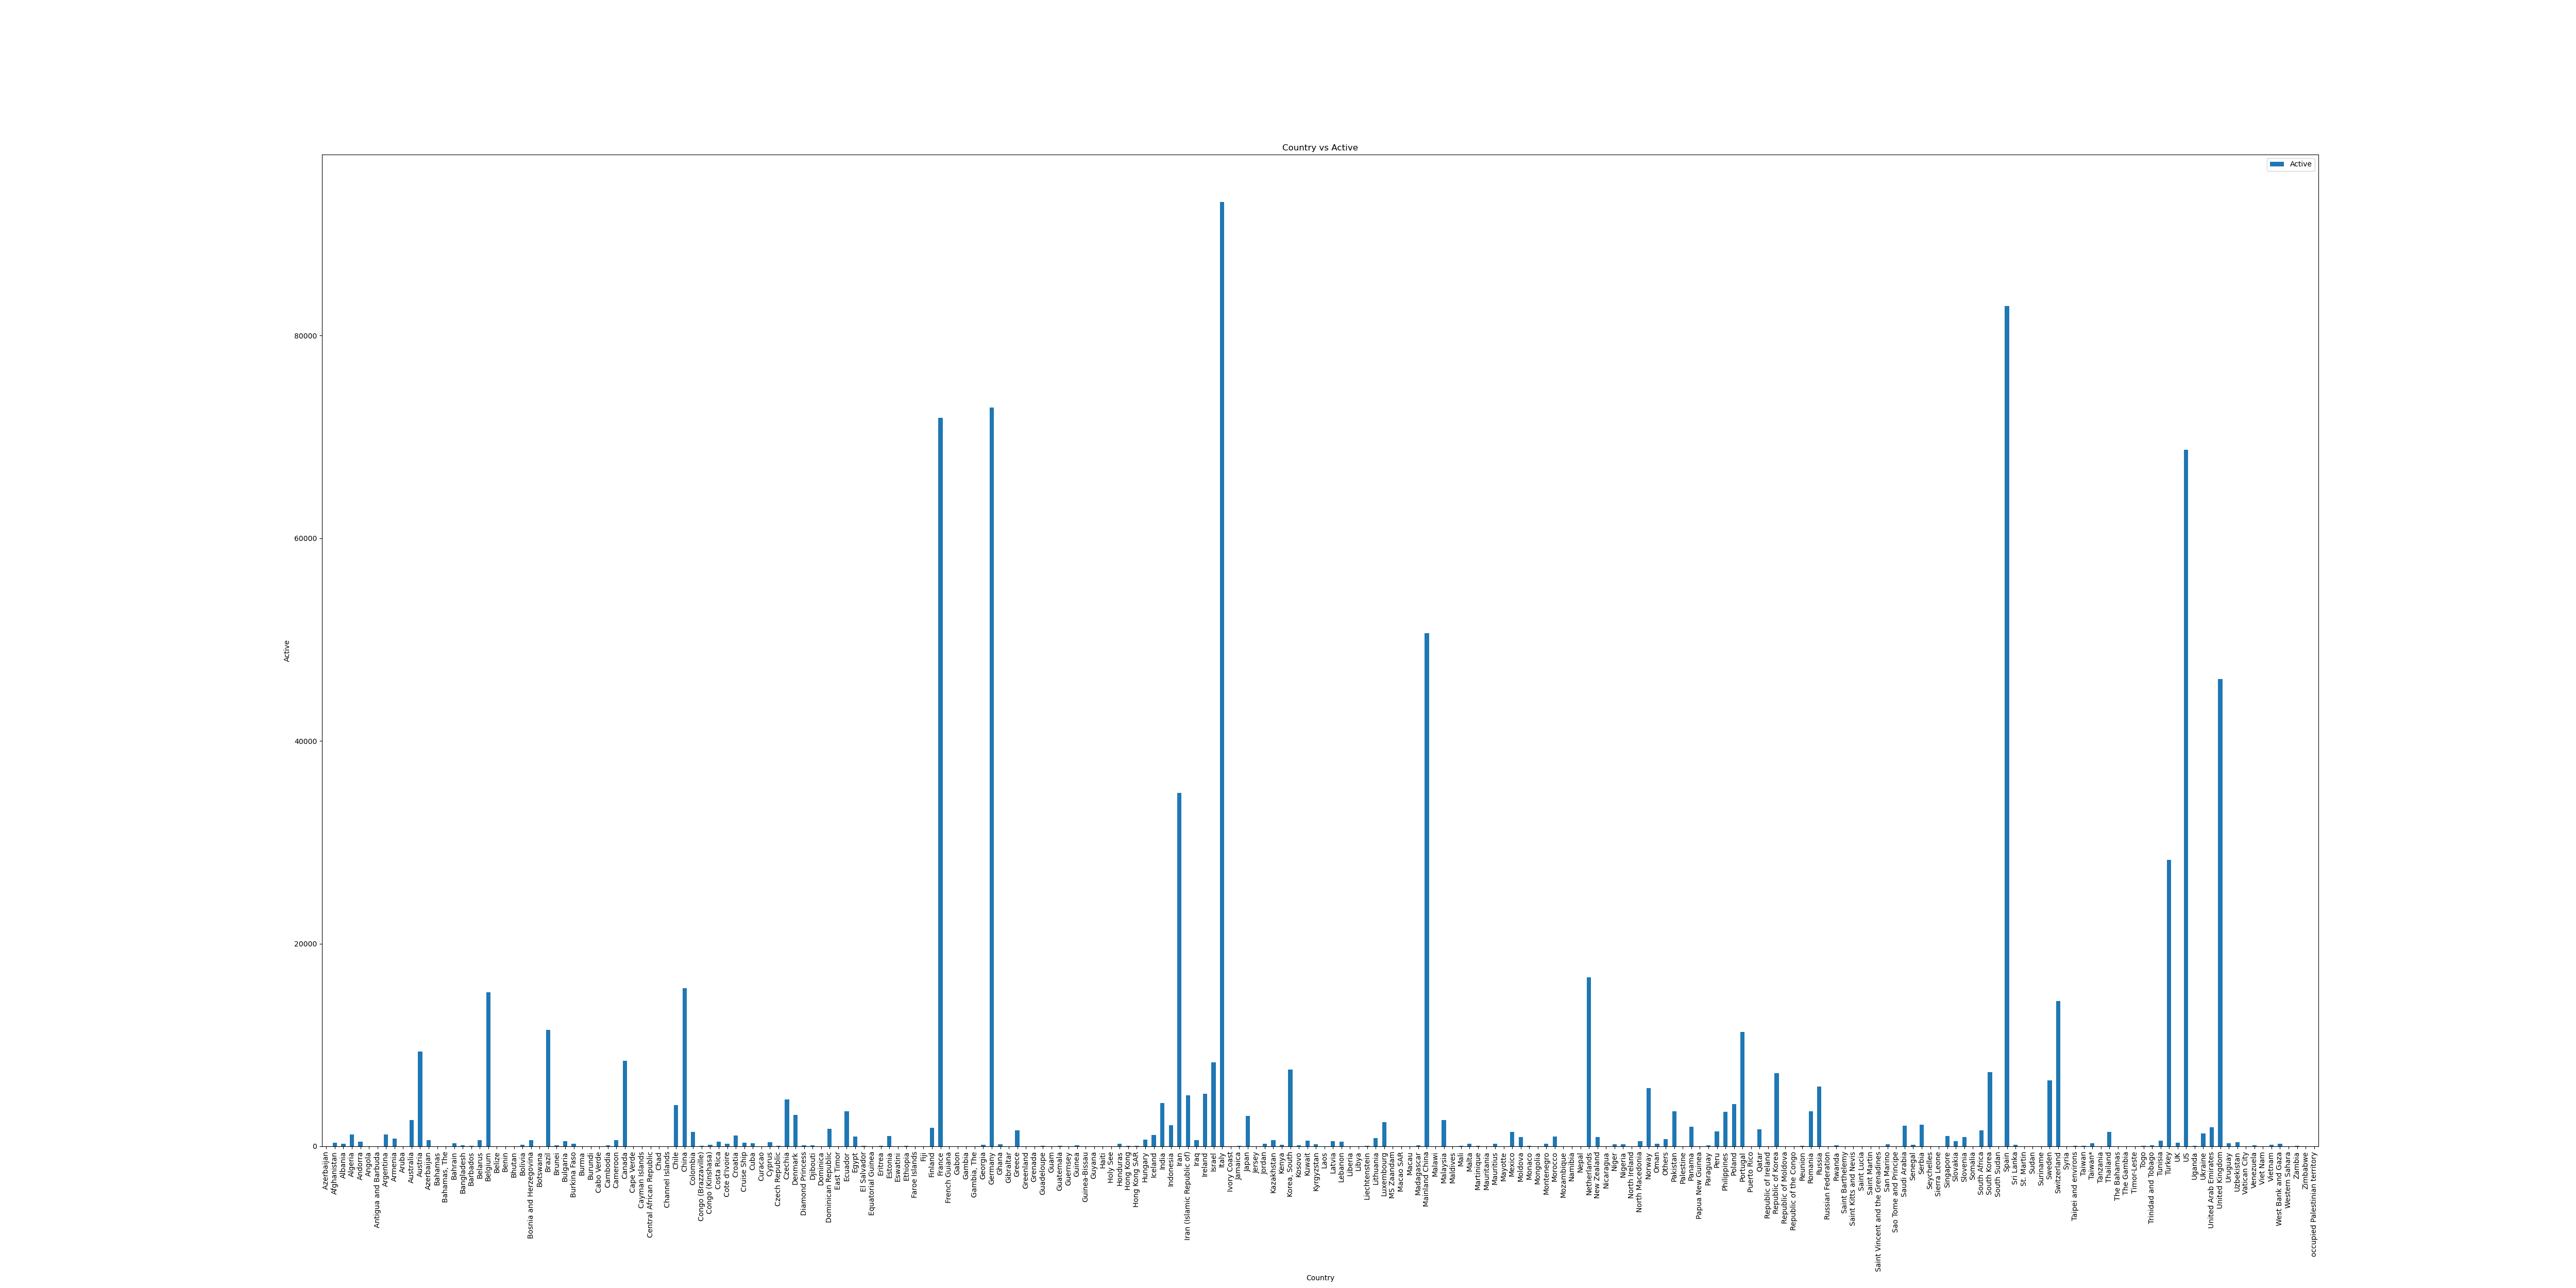 Country vs Active
Active
80000
60000
40000
20000
0
Active
Azerbaijan
Afghanistan
Albania
Algeria
Andorra
Angola
Antigua and Barbuda
Argentina
Armenia
Aruba
Australia
Austria
Azerbaijan
Bahamas
Bahamas, The
Bahrain
Bangladesh
Barbados
Belarus
Belgium
Belize
Benin
Bhutan
Bolivia
Bosnia and Herzegovina
Botswana
Brazil
Brunei
Bulgaria
Burkina Faso
Burma
Burundi
Cabo Verde
Cambodia
Cameroon
Canada
Cape Verde
Cayman Islands
Central African Republic
Chad
Channel Islands
Chile
China
Colombia
Congo (Brazzaville)
Congo (Kinshasa)
Costa Rica
Cote d'Ivoire
Croatia
Cruise Ship
Cuba
Curacao
Cyprus
Czech Republic
Czechia
Denmark
Diamond Princess
Djibouti
Dominica
Dominican Republic
East Timor
Ecuador
Egypt
El Salvador
Equatorial Guinea
Eritrea
Estonia
Eswatini
Ethiopia
Faroe Islands
Fiji
Finland
France
French Guiana
Gabon
Gambia
Gambia, The
Georgia
Germany
Ghana
Gibraltar
Greece
Greenland
Grenada
Guadeloupe
Guam
Guatemala
Guernsey
Guinea
Guinea-Bissau
Guyana
Haiti
Holy See
Honduras
Hong Kong
Hong Kong SAR
Hungary
Iceland
India
Indonesia
Iran
Iran (Islamic Republic of)
Iraq
Ireland
Israel
Italy
Ivory Coast
Jamaica
Japan
Jersey
Jordan
Kazakhstan
Kenya
Korea, South
Kosovo
Kuwait
Kyrgyzstan
Laos
Latvia
Lebanon
Liberia
Libya
Liechtenstein
Lithuania
Luxembourg
MS Zaandam
Macao SAR
Macau
Madagascar
Mainland China
Malawi
Malaysia
Maldives
Mali
Malta
Martinique
Mauritania
Mauritius
Mayotte
Mexico
Moldova
Monaco
Mongolia
Montenegro
Morocco
Mozambique
Namibia
Nepal
Netherlands
New Zealand
Nicaragua
Niger
Nigeria
North Ireland
North Macedonia
Norway
Oman
Others
Pakistan
Palestine
Panama
Papua New Guinea
Paraguay
Peru
Philippines
Poland
Portugal
Puerto Rico
Qatar
Republic of Ireland
Republic of Korea
Republic of Moldova
Republic of the Congo
Reunion
Romania
Russia
Russian Federation
Rwanda
Saint Barthelemy
Saint Kitts and Nevis
Saint Lucia
Saint Martin
Saint Vincent and the Grenadines
San Marino
Sao Tome and Principe
Saudi Arabia
Senegal
Serbia
Seychelles
Sierra Leone
Singapore
Slovakia
Slovenia
Somalia
South Africa
South Korea
South Sudan
Spain
Sri Lanka
St. Martin
Sudan
Suriname
Sweden
Switzerland
Syria
Taipei and environs
Taiwan
Taiwan*
Tanzania
Thailand
The Bahamas
The Gambia
Timor-Leste
Togo
Trinidad and Tobago
Tunisia
Turkey
UK
US
Uganda
Ukraine
United Arab Emirates
United Kingdom
Uruguay
Uzbekistan
Vatican City
Venezuela
Viet Nam
Vietnam
West Bank and Gaza
Western Sahara
Zambia
Zimbabwe
occupied Palestinian territory
Country